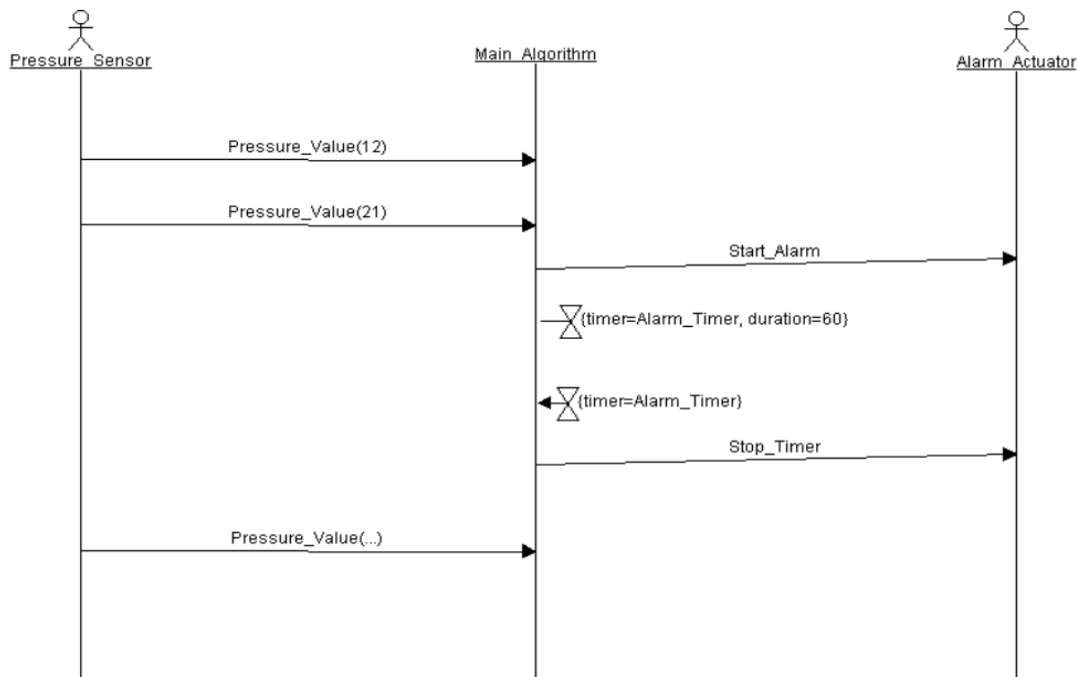 Pressure_Sensor
Main_Algorithm
Alarm_Actuator
Pressure_Value(12)
Pressure_Value(21)
Start_Alarm
{timer=Alarm_Timer, duration=60}
{timer=Alarm_Timer}
Stop_Timer
Pressure_Value(...)